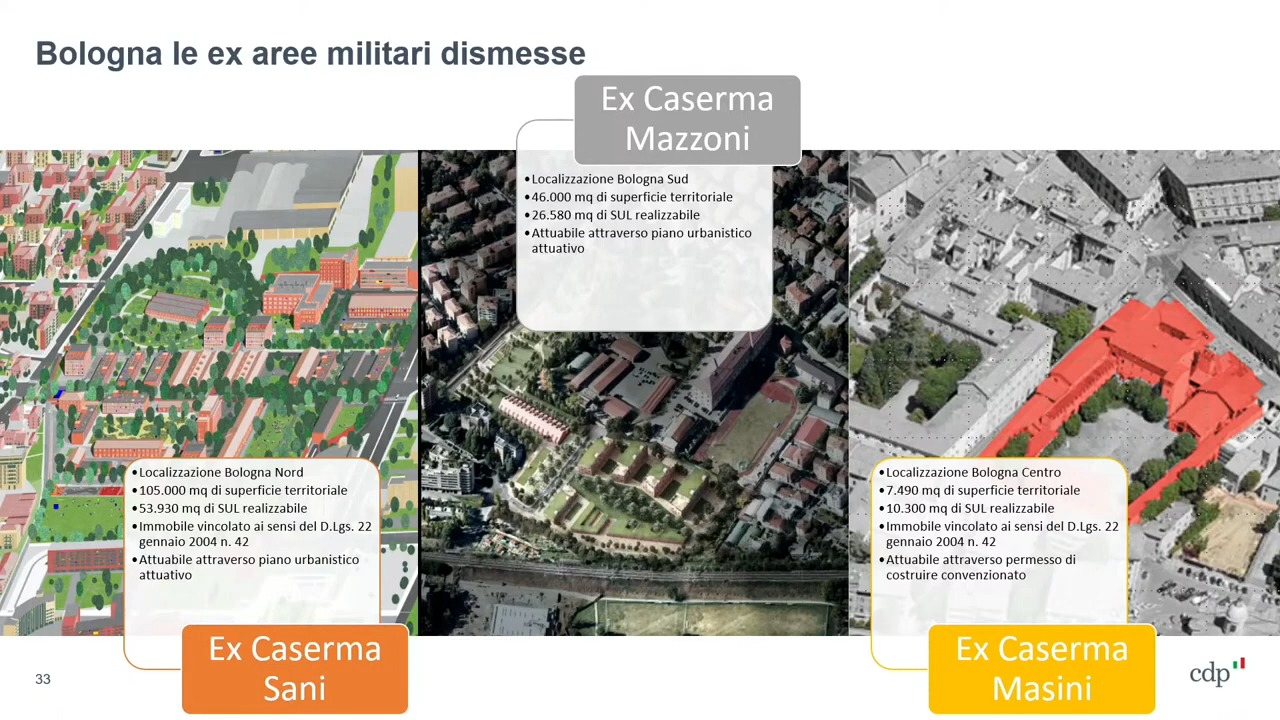 Bologna le ex aree militari dismesse
Ex Caserma
Mazzoni
•Localizzazione Bologna Sud
•46.000 mq di superficie territoriale
•26.580 mq di SUL realizzabile
•Attuabile attraverso piano urbanistico
attuativo
•Localizzazione Bologna Nord
•105.000 mq di superficie territoriale
•53.930 mq di SUL realizzabile
•Immobile vincolato ai sensi del D.Lgs. 22
gennaio 2004 n. 42
•Attuabile attraverso piano urbanistico
attuativo
Ex Caserma
Sani
•Localizzazione Bologna Centro
•7.490 mq di superficie territoriale
•10.300 mq di SUL realizzabile
•Immobile vincolato ai sensi del D.Lgs. 22
gennaio 2004 n. 42
•Attuabile attraverso permesso di
costruire convenzionato
Ex Caserma
Masini
33
cdp